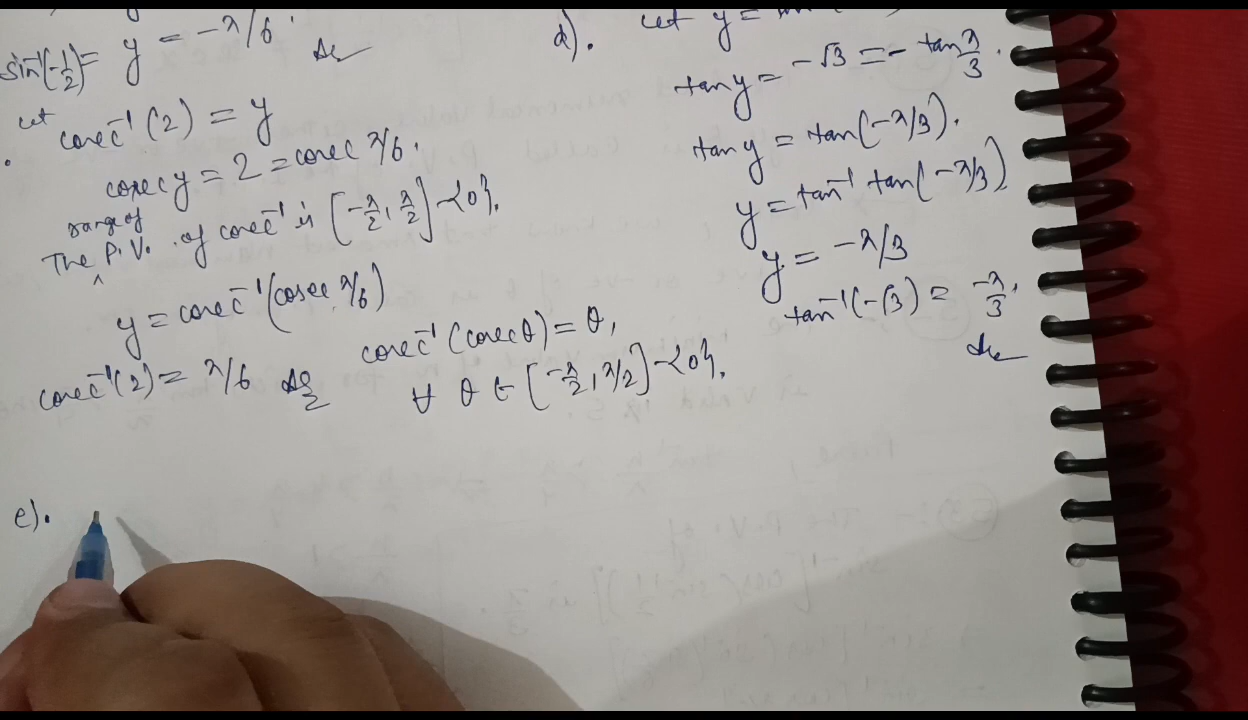 sin⁻¹(-1/2) = y = -π/6
let
cosec⁻¹(2) = y
cosec y = 2 = cosec π/6.
range of
The ^ P.V. of cosec⁻¹ is [-π/2, π/2] - {0}.
y = cosec⁻¹(cosec π/6)
cosec⁻¹(cosec θ) = θ,
cosec⁻¹(2) = π/6 Ans
∀ θ ∈ [-π/2, π/2] - {0}.
d). let y =
tan y = -√3 = - tan π/3.
tan y = tan(-π/3).
y = tan⁻¹ tan(-π/3)
y = -π/3
tan⁻¹(-√3) = -π/3.
e).